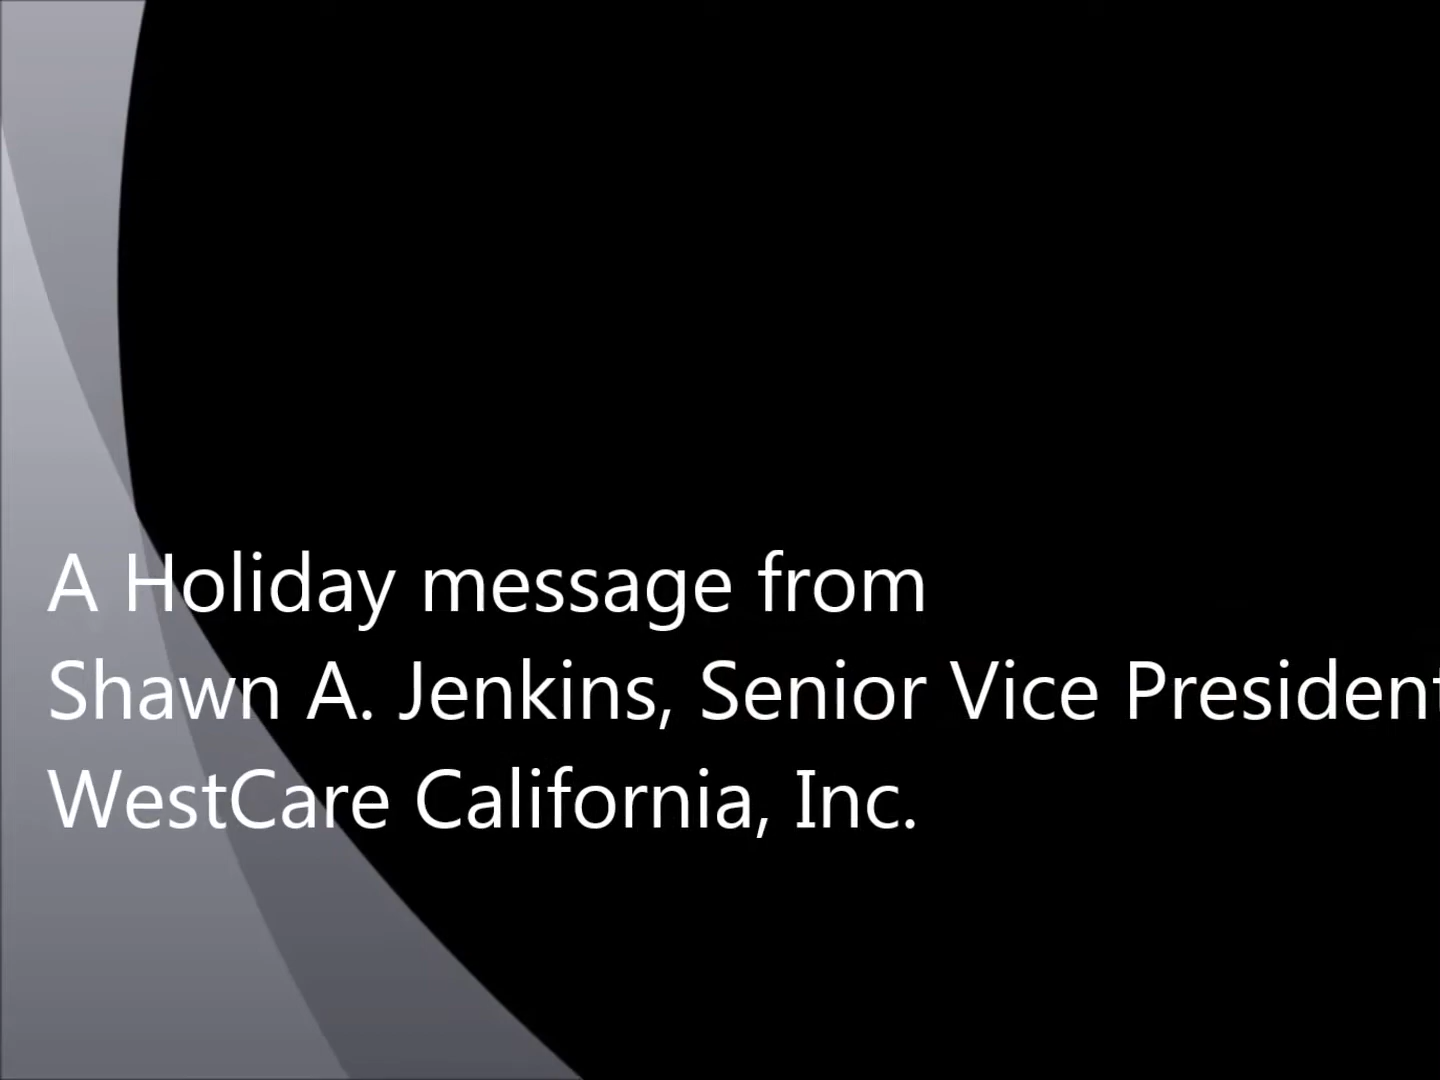 A Holiday message from
Shawn A. Jenkins, Senior Vice President
WestCare California, Inc.